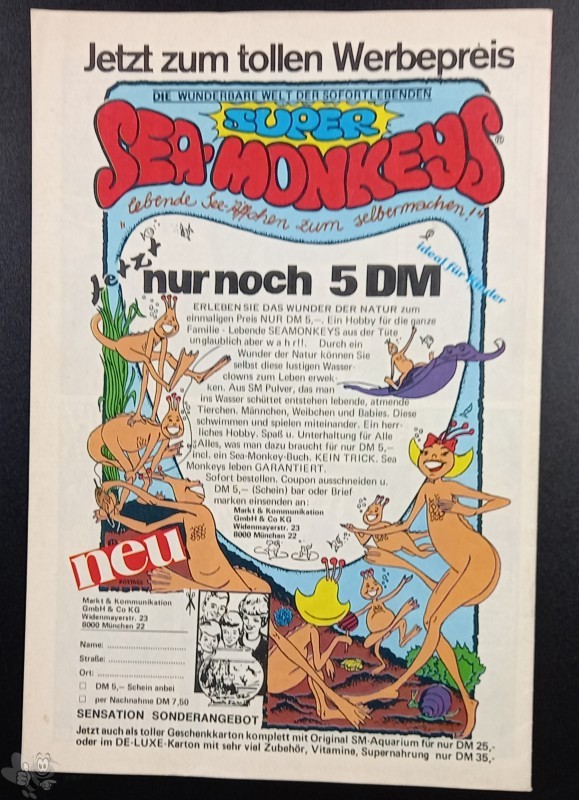 Jetzt zum tollen Werbepreis
DIE WUNDERBARE WELT DER SOFORTLEBENDEN
SUPER
SEA-MONKEYS®
"lebende See-Äffchen zum selbermachen!"
ideal für Kinder
Jetzt
nur noch 5 DM
ERLEBEN SIE DAS WUNDER DER NATUR zum
einmaligen Preis NUR DM 5,–. Ein Hobby für die ganze
Familie - Lebende SEAMONKEYS aus der Tüte
unglaublich aber w a h r!!. Durch ein
Wunder der Natur können Sie
selbst diese lustigen Wasser-
clowns zum Leben erwek-
ken. Aus SM Pulver, das man
ins Wasser schüttet entstehen lebende, atmende
Tierchen. Männchen, Weibchen und Babies. Diese
schwimmen und spielen miteinander. Ein herr-
liches Hobby. Spaß u. Unterhaltung für Alle
Alles, was man dazu braucht für nur DM 5,–
incl. ein Sea-Monkey-Buch. KEIN TRICK. Sea
Monkeys leben GARANTIERT.
Sofort bestellen. Coupon ausschneiden u.
DM 5,– (Schein) bar oder Brief
marken einsenden an:
Markt & Kommunikation
GmbH & Co KG
Widenmayerstr. 23
8000 München 22
neu
POSTAGE
Markt & Kommunikation
GmbH & Co KG
Widenmayerstr. 23
8000 München 22
Name:
Straße:
Ort:
DM 5,– Schein anbei
per Nachnahme DM 7,50
SENSATION SONDERANGEBOT
Jetzt auch als toller Geschenkkarton komplett mit Original SM-Aquarium für nur DM 25,-
oder im DE-LUXE-Karton mit sehr viel Zubehör, Vitamine, Supernahrung nur DM 35,-